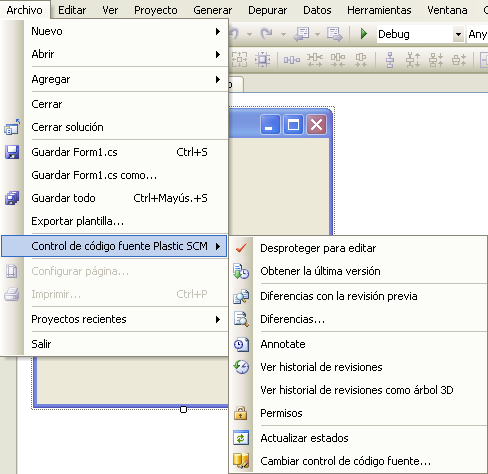 Archivo Editar Ver Proyecto Generar Depurar Datos Herramientas Ventana
Debug Any
Nuevo
Abrir
Agregar
Cerrar
Cerrar solución
Guardar Form1.cs Ctrl+S
Guardar Form1.cs como...
Guardar todo Ctrl+Mayús.+S
Exportar plantilla...
Control de código fuente Plastic SCM
Configurar página...
Imprimir... Ctrl+P
Proyectos recientes
Salir
Desproteger para editar
Obtener la última versión
Diferencias con la revisión previa
Diferencias...
Annotate
Ver historial de revisiones
Ver historial de revisiones como árbol 3D
Permisos
Actualizar estados
Cambiar control de código fuente...